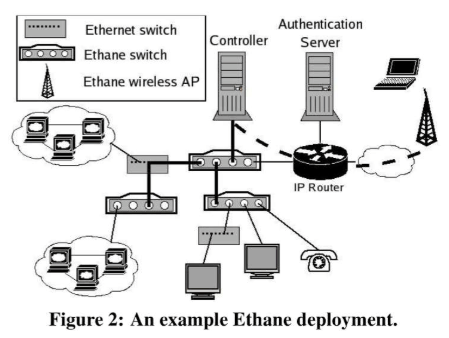 Ethernet switch
Ethane switch
Ethane wireless AP
Controller
Authentication
Server
IP Router
Figure 2: An example Ethane deployment.